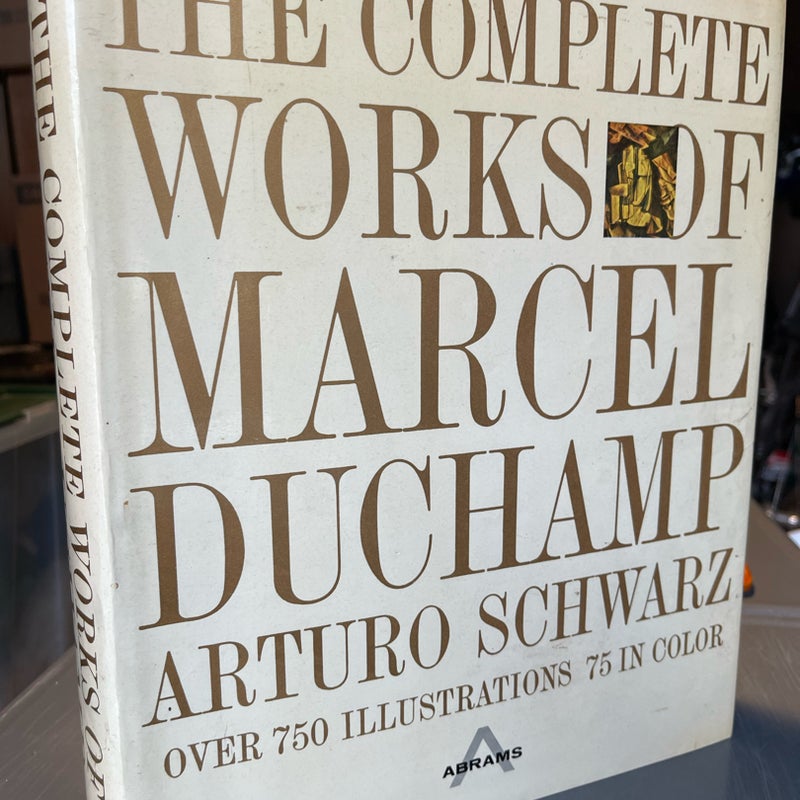 THE COMPLETE
WORKS OF
MARCEL
DUCHAMP
ARTURO SCHWARZ
OVER 750 ILLUSTRATIONS 75 IN COLOR
ABRAMS
THE COMPLETE WORKS OF